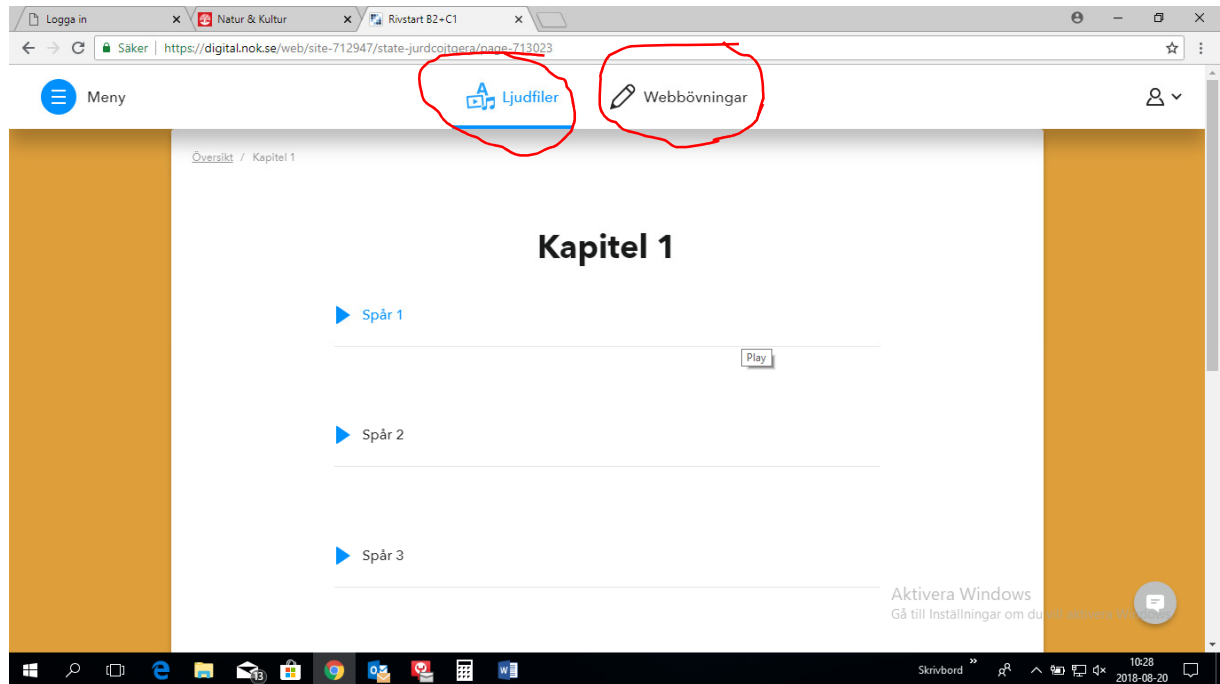 Logga in
Natur & Kultur
Rivstart B2+C1
Säker | https://digital.nok.se/web/site-712947/state-jurdcojtgera/page-713023
Meny
Ljudfiler
Webbövningar
Översikt / Kapitel 1
Kapitel 1
Spår 1
Play
Spår 2
Spår 3
Aktivera Windows
Gå till Inställningar om du
13
Skrivbord
10:28
2018-08-20